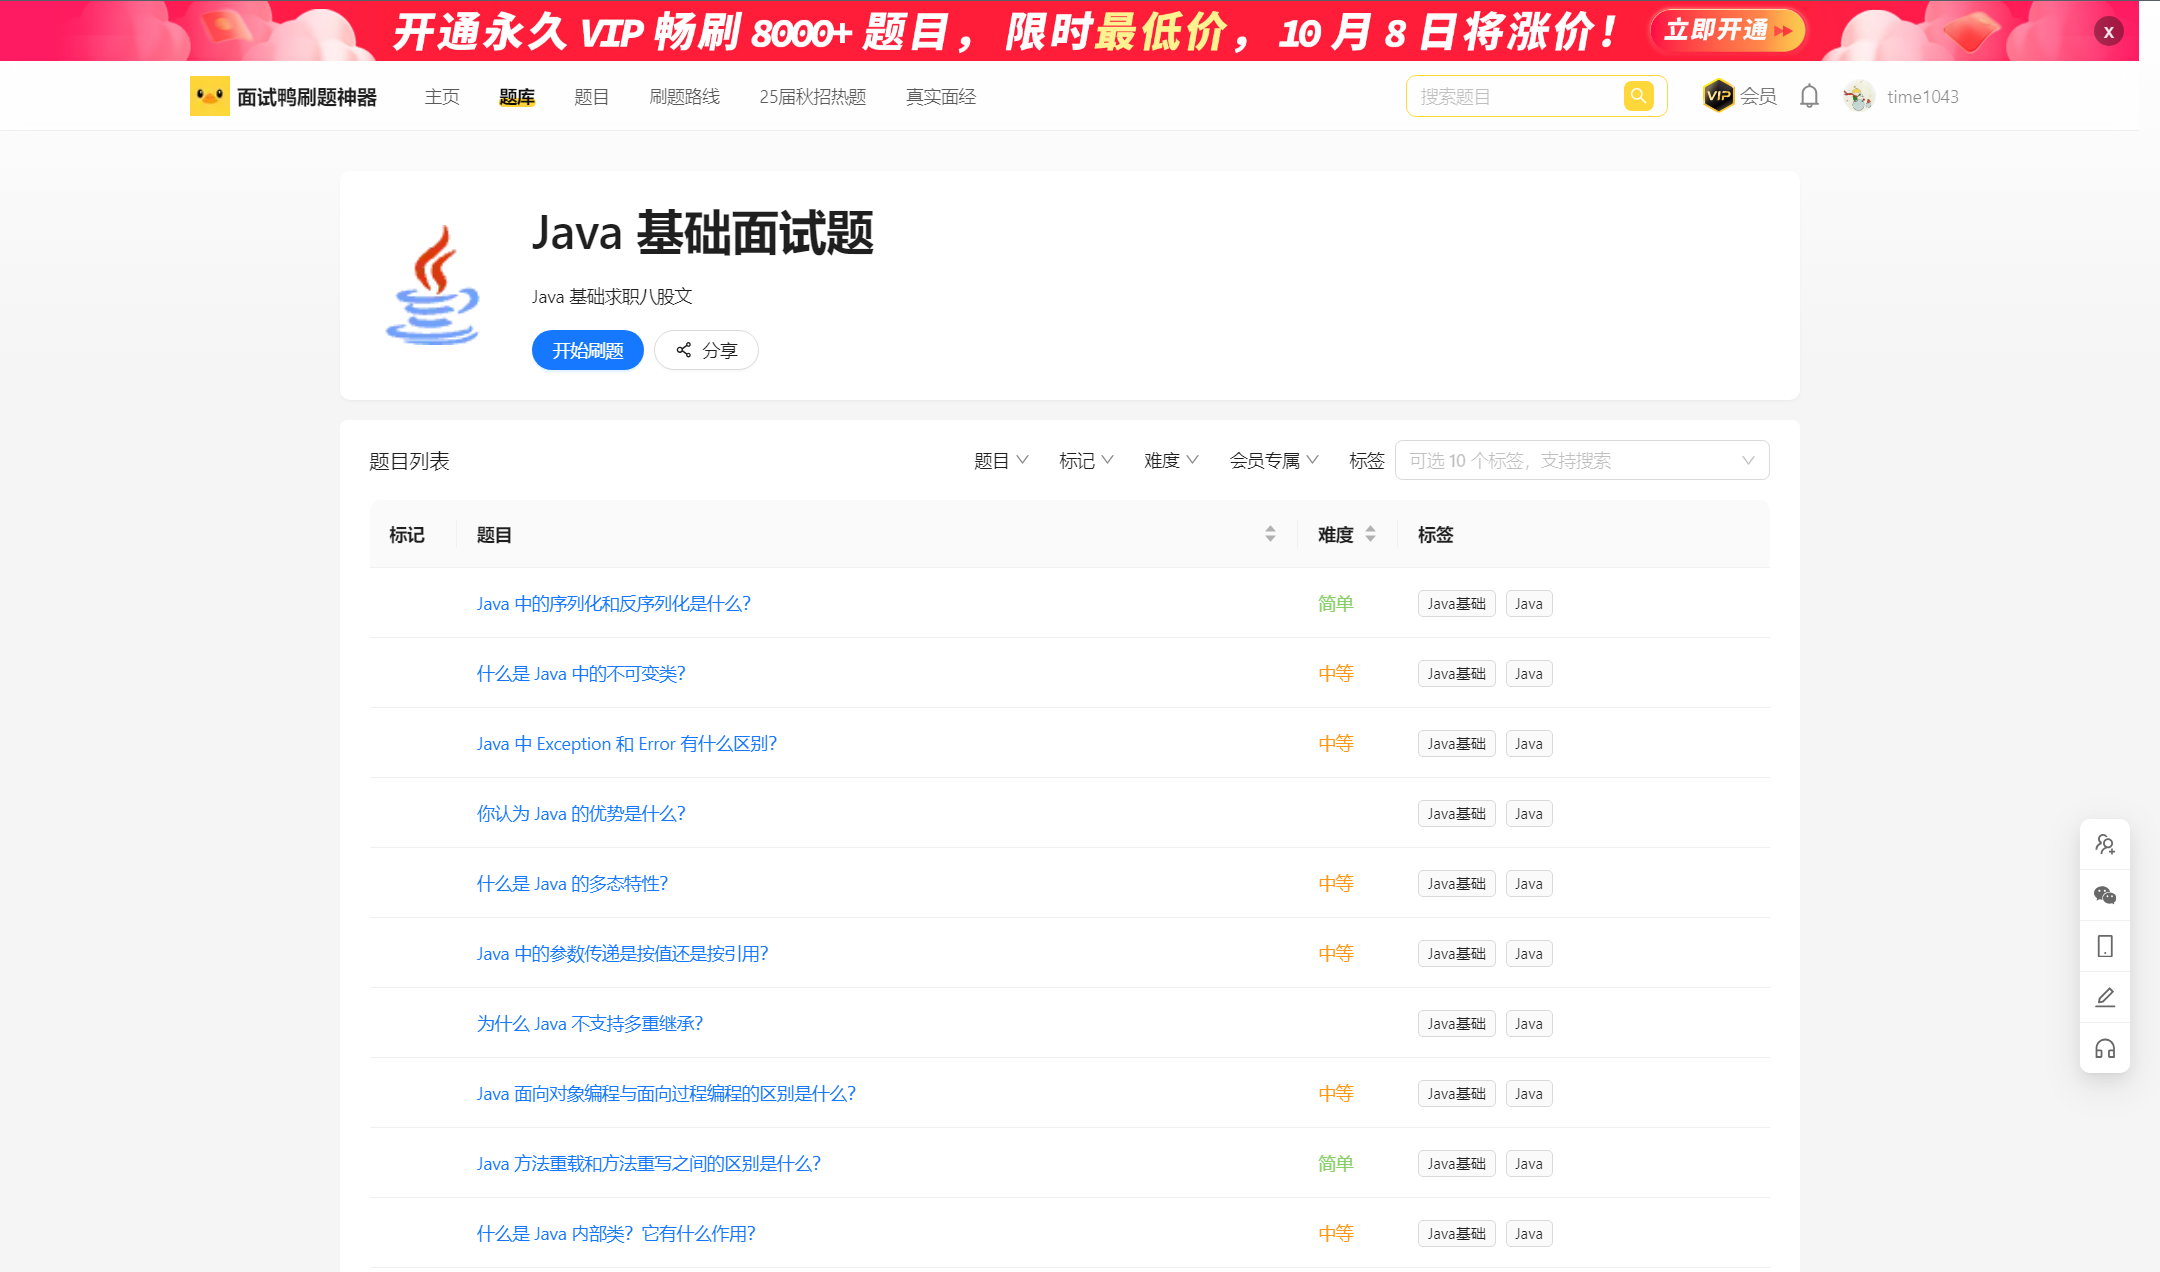 开通永久 VIP 畅刷 8000+ 题目，限时最低价，10 月 8 日将涨价！ 立即开通 X
面试鸭刷题神器 主页 题库 题目 刷题路线 25届秋招热题 真实面经 搜索题目 VIP 会员 time1043
Java 基础面试题
Java 基础求职八股文
开始刷题 分享
题目列表 题目 标记 难度 会员专属 标签 可选 10 个标签，支持搜索
标记 题目 难度 标签
Java 中的序列化和反序列化是什么？ 简单 Java基础 Java
什么是 Java 中的不可变类？ 中等 Java基础 Java
Java 中 Exception 和 Error 有什么区别？ 中等 Java基础 Java
你认为 Java 的优势是什么？ Java基础 Java
什么是 Java 的多态特性？ 中等 Java基础 Java
Java 中的参数传递是按值还是按引用？ 中等 Java基础 Java
为什么 Java 不支持多重继承？ Java基础 Java
Java 面向对象编程与面向过程编程的区别是什么？ 中等 Java基础 Java
Java 方法重载和方法重写之间的区别是什么？ 简单 Java基础 Java
什么是 Java 内部类？它有什么作用？ 中等 Java基础 Java